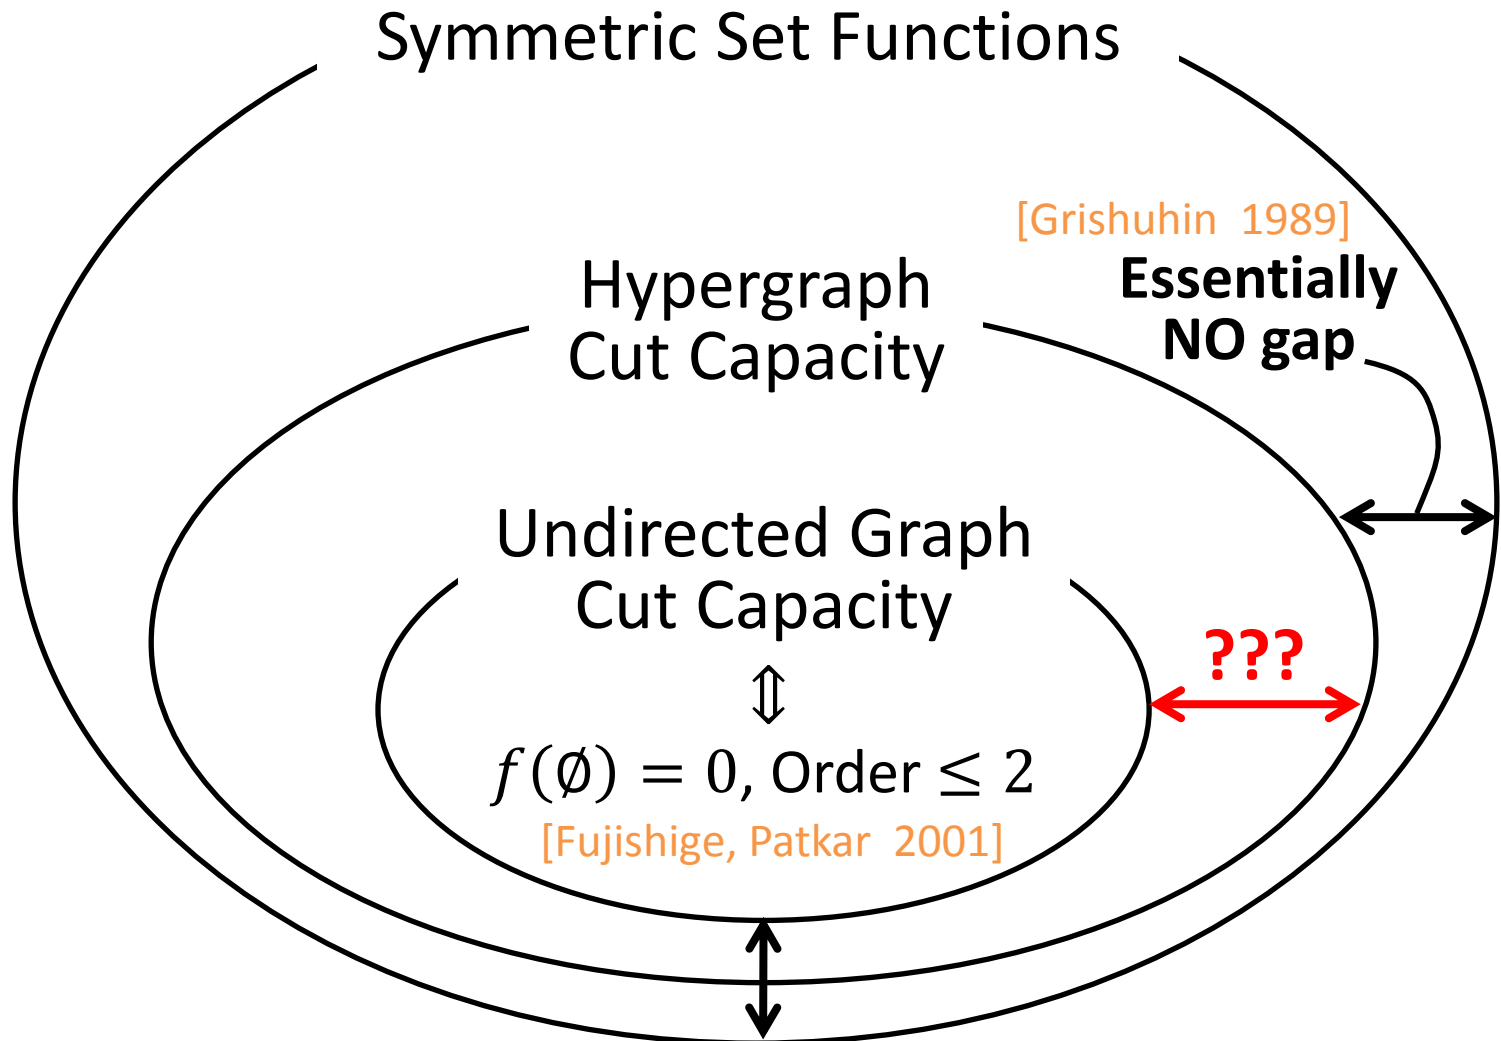 Symmetric Set Functions
[Grishuhin 1989]
Essentially
NO gap
Hypergraph
Cut Capacity
Undirected Graph
Cut Capacity
???
⇕
f(∅) = 0, Order ≤ 2
[Fujishige, Patkar 2001]